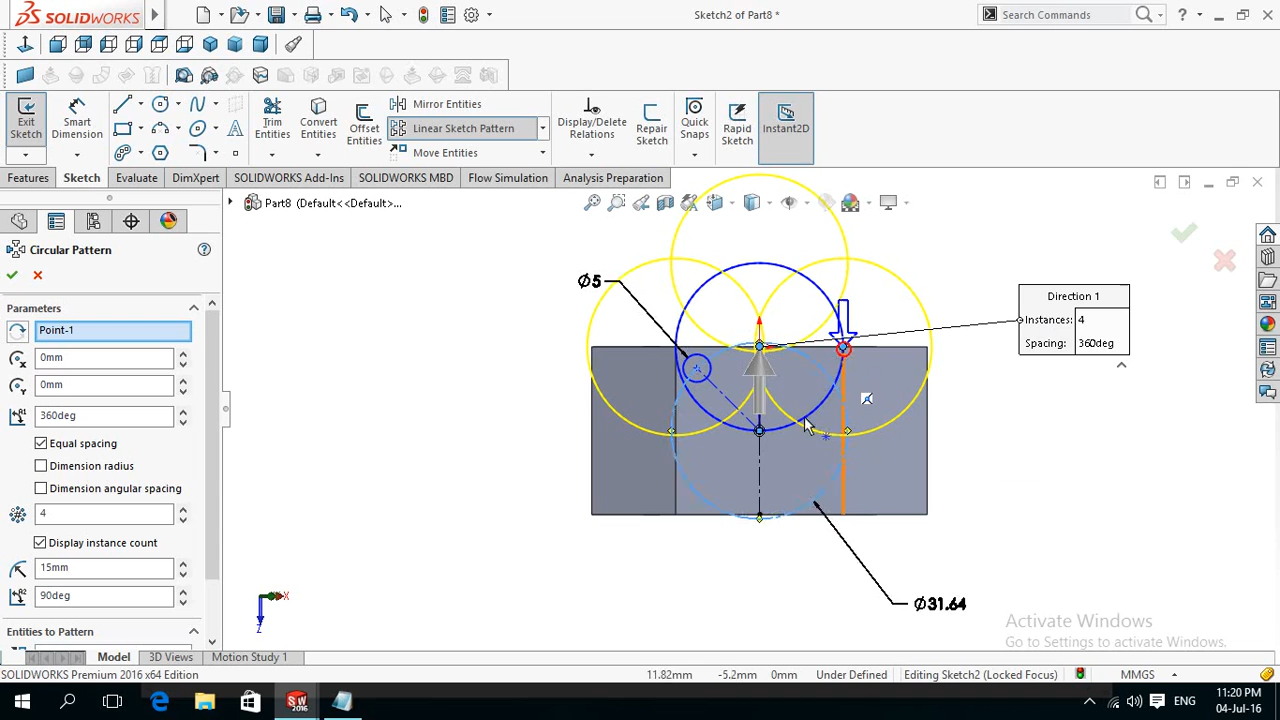 SOLIDWORKS
Sketch2 of Part8 *
Search Commands
Exit Sketch
Smart Dimension
Trim Entities
Convert Entities
Offset Entities
Mirror Entities
Linear Sketch Pattern
Move Entities
Display/Delete Relations
Repair Sketch
Quick Snaps
Rapid Sketch
Instant2D
Features
Sketch
Evaluate
DimXpert
SOLIDWORKS Add-Ins
SOLIDWORKS MBD
Flow Simulation
Analysis Preparation
Part8 (Default<<Default>...
Circular Pattern
Parameters
Point-1
0mm
0mm
360deg
Equal spacing
Dimension radius
Dimension angular spacing
4
Display instance count
15mm
90deg
Entities to Pattern
Ø5
Direction 1
Instances: 4
Spacing: 360deg
Ø31.64
X
Z
Activate Windows
Go to Settings to activate Windows.
Model
3D Views
Motion Study 1
SOLIDWORKS Premium 2016 x64 Edition
11.82mm
-5.2mm
0mm
Under Defined
Editing Sketch2 (Locked Focus)
MMGS
SW
2016
ENG
11:20 PM
04-Jul-16